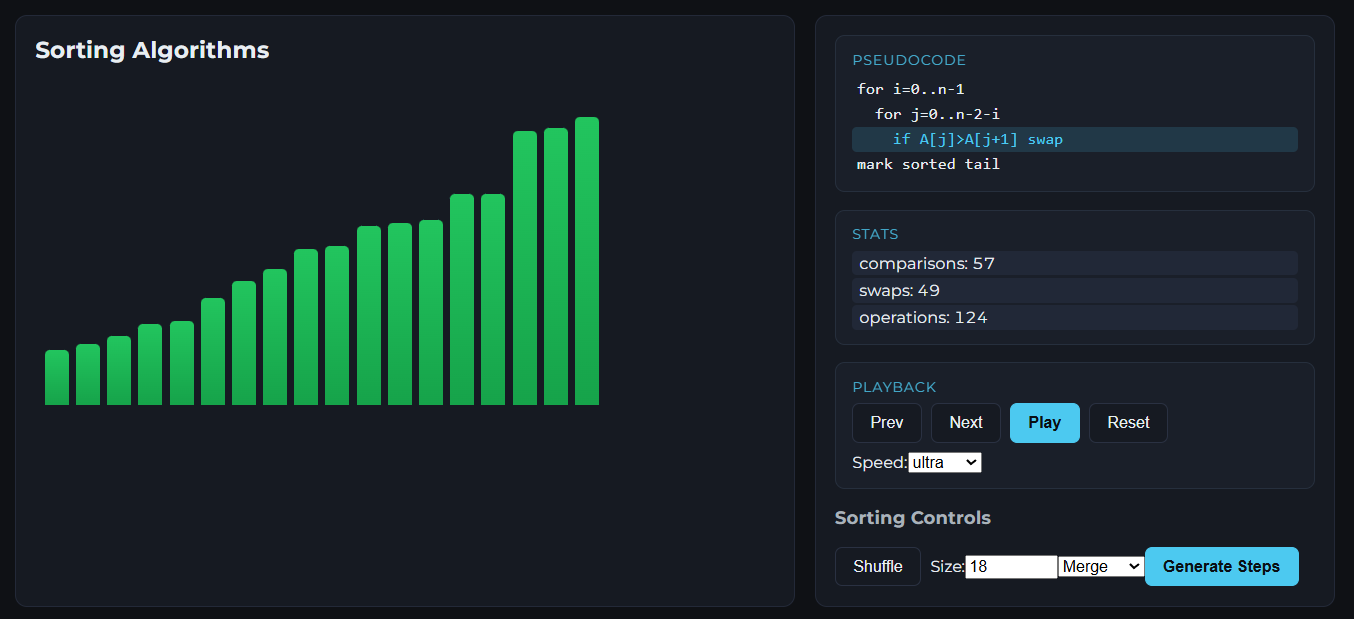 Sorting Algorithms
PSEUDOCODE
for i=0..n-1
for j=0..n-2-i
if A[j]>A[j+1] swap
mark sorted tail
STATS
comparisons: 57
swaps: 49
operations: 124
PLAYBACK
Prev Next Play Reset
Speed: ultra
Sorting Controls
Shuffle Size: 18 Merge Generate Steps